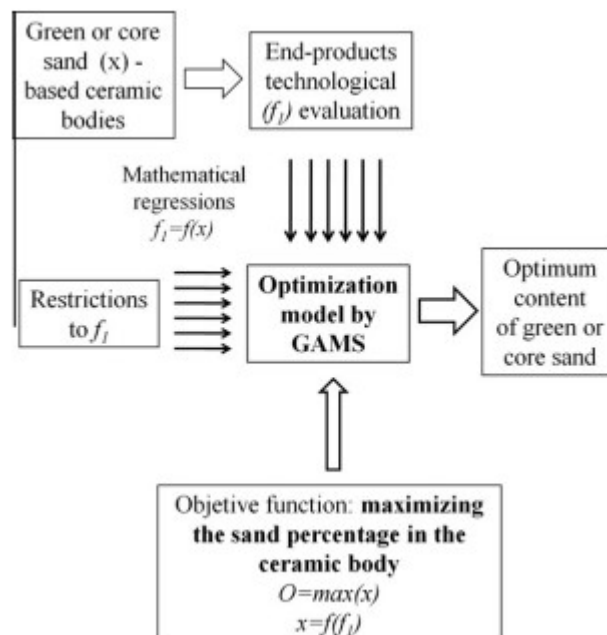 Green or core
sand (x) -
based ceramic
bodies
End-products
technological
(f1) evaluation
Mathematical
regressions
f1=f(x)
Restrictions
to f1
Optimization
model by
GAMS
Optimum
content
of green or
core sand
Objetive function: maximizing
the sand percentage in the
ceramic body
O=max(x)
x=f(f1)